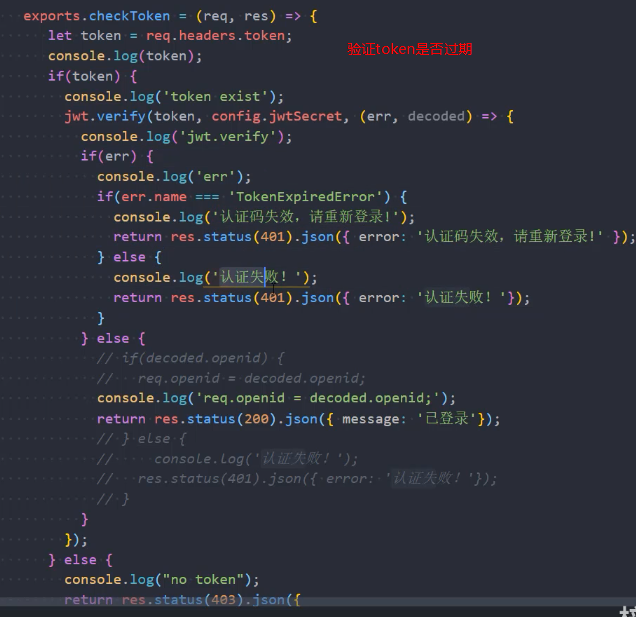 exports.checkToken = (req, res) => {
let token = req.headers.token;
验证token是否过期
console.log(token);
if(token) {
console.log('token exist');
jwt.verify(token, config.jwtSecret, (err, decoded) => {
console.log('jwt.verify');
if(err) {
console.log('err');
if(err.name === 'TokenExpiredError') {
console.log('认证码失效，请重新登录!');
return res.status(401).json({ error: '认证码失效，请重新登录!' });
} else {
console.log('认证失败！');
return res.status(401).json({ error: '认证失败！'});
}
} else {
// if(decoded.openid) {
// req.openid = decoded.openid;
console.log('req.openid = decoded.openid;');
return res.status(200).json({ message: '已登录'});
// } else {
// console.log('认证失败！');
// res.status(401).json({ error: '认证失败！'});
// }
}
});
} else {
console.log("no token");
return res.status(403).json({